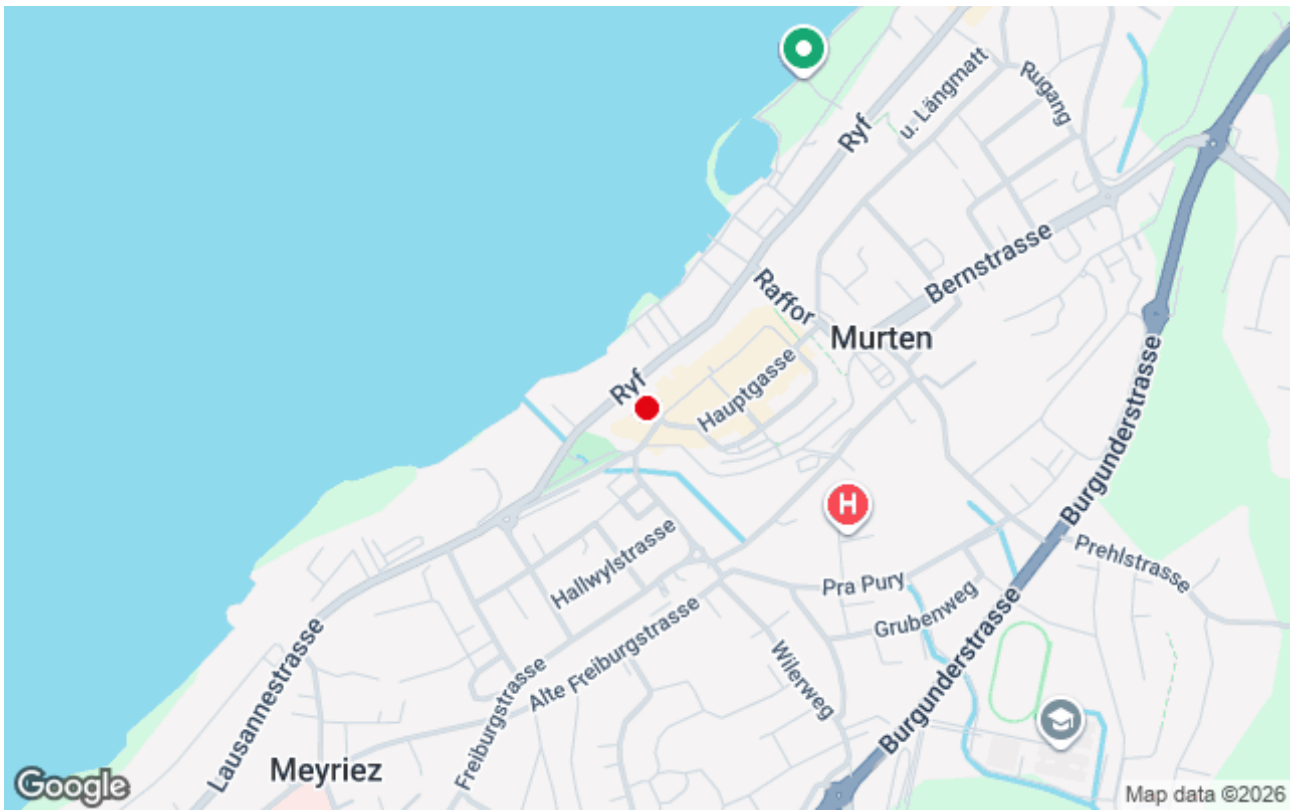 Ryf
u. Längmatt
Rugang
Raffor
Bernstrasse
Murten
Ryf
Hauptgasse
Burgunderstrasse
H
Prehlstrasse
Hallwylstrasse
Pra Pury
Grubenweg
Lausannestrasse
Alte Freiburgstrasse
Freiburgstrasse
Wilerweg
Burgunderstrasse
Meyriez
Google
Map data ©2026